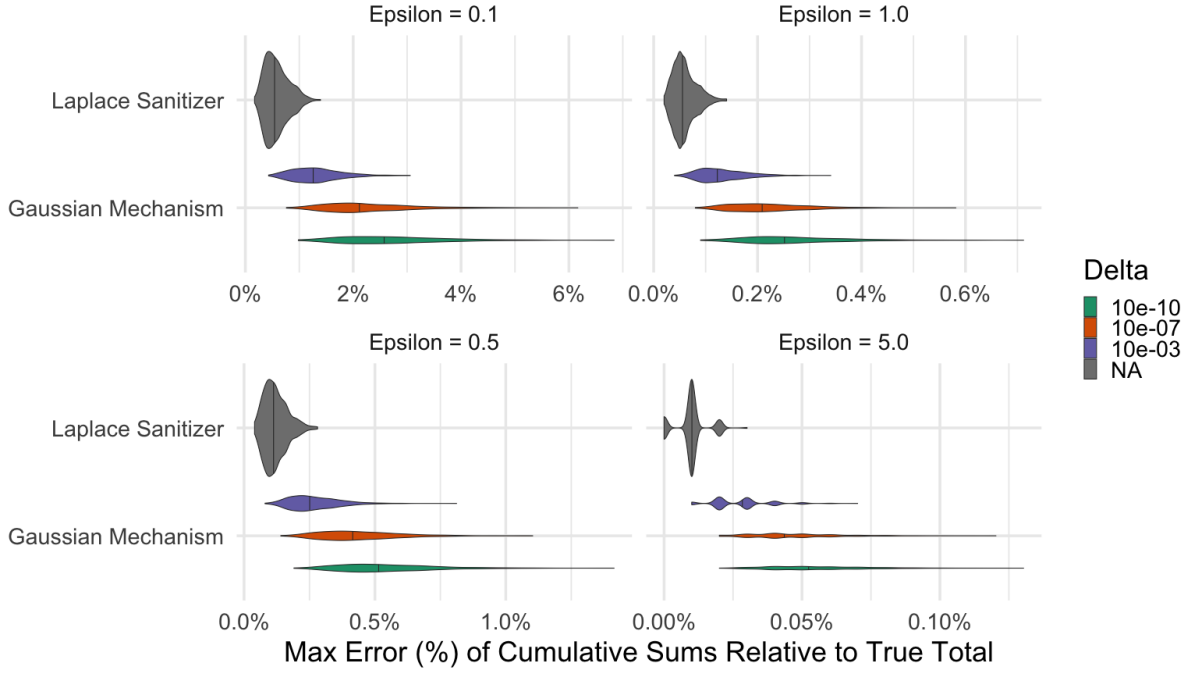 Epsilon = 0.1
Epsilon = 1.0
Laplace Sanitizer
Gaussian Mechanism
0% 2% 4% 6%
0.0% 0.2% 0.4% 0.6%
Delta
10e-10
10e-07
10e-03
NA
Epsilon = 0.5
Epsilon = 5.0
Laplace Sanitizer
Gaussian Mechanism
0.0% 0.5% 1.0%
0.00% 0.05% 0.10%
Max Error (%) of Cumulative Sums Relative to True Total